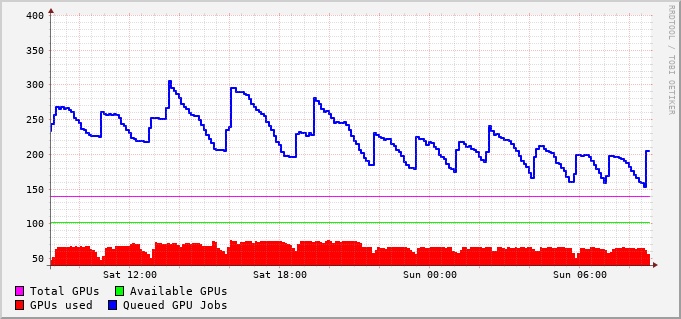 400
350
300
250
200
150
100
50
Sat 12:00 Sat 18:00 Sun 00:00 Sun 06:00
Total GPUs Available GPUs
GPUs used Queued GPU Jobs
RRDTOOL / TOBI OETIKER